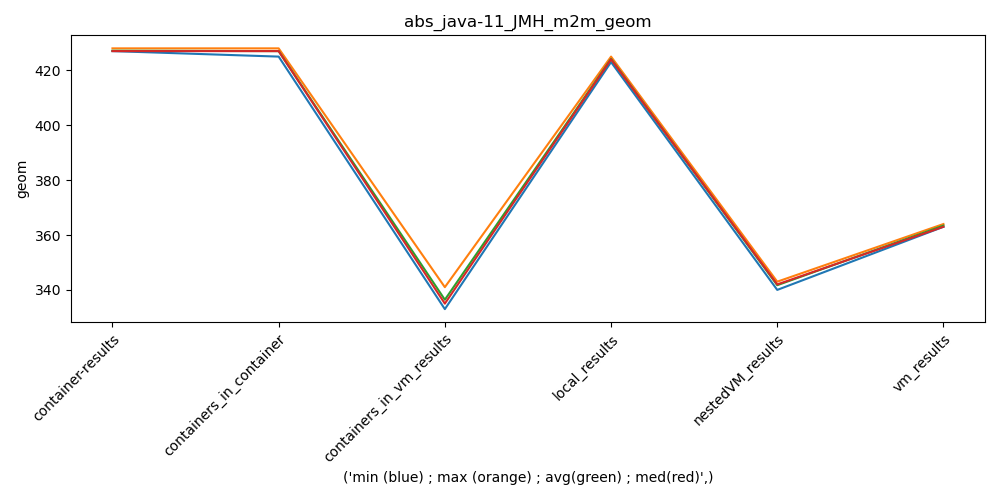 abs_java-11_JMH_m2m_geom
geom
420
400
380
360
340
container-results
containers_in_container
containers_in_vm_results
local_results
nestedVM_results
vm_results
('min (blue) ; max (orange) ; avg(green) ; med(red)',)